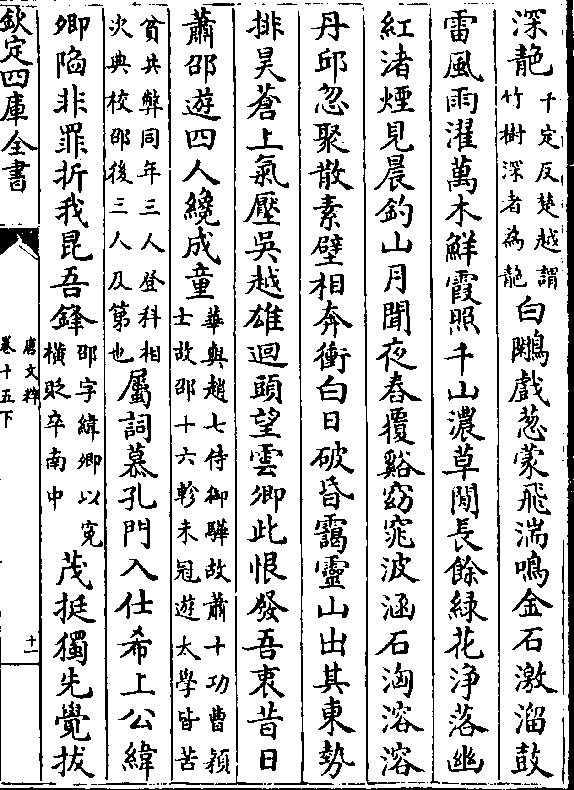 深靘千定反楚越謂
竹樹深者為靘白鷴戲葱蒙飛湍鳴金石激溜鼓
雷風雨濯萬木鮮霞照千山濃草閒長餘緑花浄落幽
紅渚煙見晨釣山月聞夜舂覆谿窈窕波涵石淘溶溶
丹邱忽聚散素壁相奔衝白日破昏靄靈山出其東勢
排昊蒼上氣壓吳越雄迴頭望雲卿此恨發吾衷昔日
蕭邵遊四人纔成童華與趙七侍御驊故蕭十功曹穎
士故邵十六軫未冠遊太學皆苦
貧共弊同年三人登科相
次典校邵後三人及第也屬詞慕孔門入仕希上公緯
卿陷非罪折我昆吾鋒邵字緯卿以寃
橫貶卒南中茂挺獨先覺拔
欽定四庫全書
唐文粹
卷十五下
十一